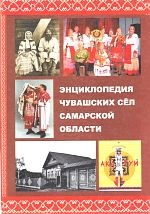 ЭНЦИКЛОПЕДИЯ
ЧУВАШСКИХ СЁЛ
САМАРСКОЙ
ОБЛАСТИ